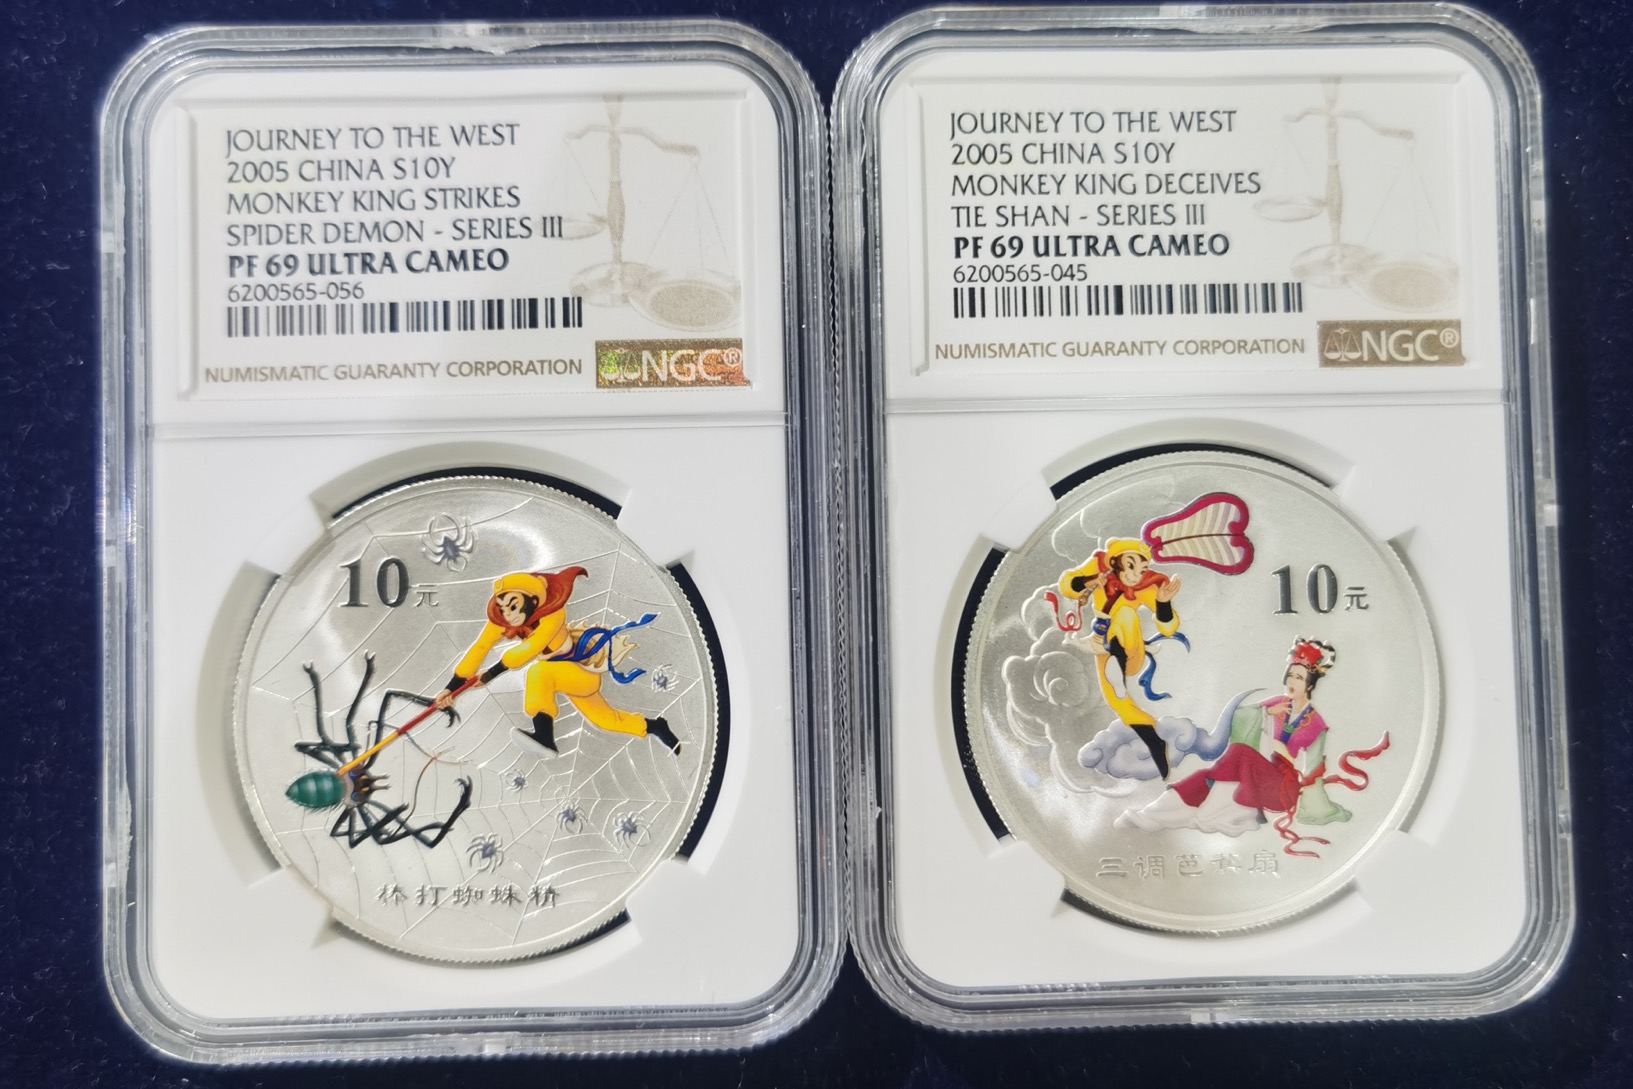 JOURNEY TO THE WEST
2005 CHINA S10Y
MONKEY KING STRIKES
SPIDER DEMON - SERIES III
PF 69 ULTRA CAMEO
6200565-056
NUMISMATIC GUARANTY CORPORATION
NGC®
10元
棒打蜘蛛精
JOURNEY TO THE WEST
2005 CHINA S10Y
MONKEY KING DECEIVES
TIE SHAN - SERIES III
PF 69 ULTRA CAMEO
6200565-045
NUMISMATIC GUARANTY CORPORATION
NGC®
10元
三调芭蕉扇